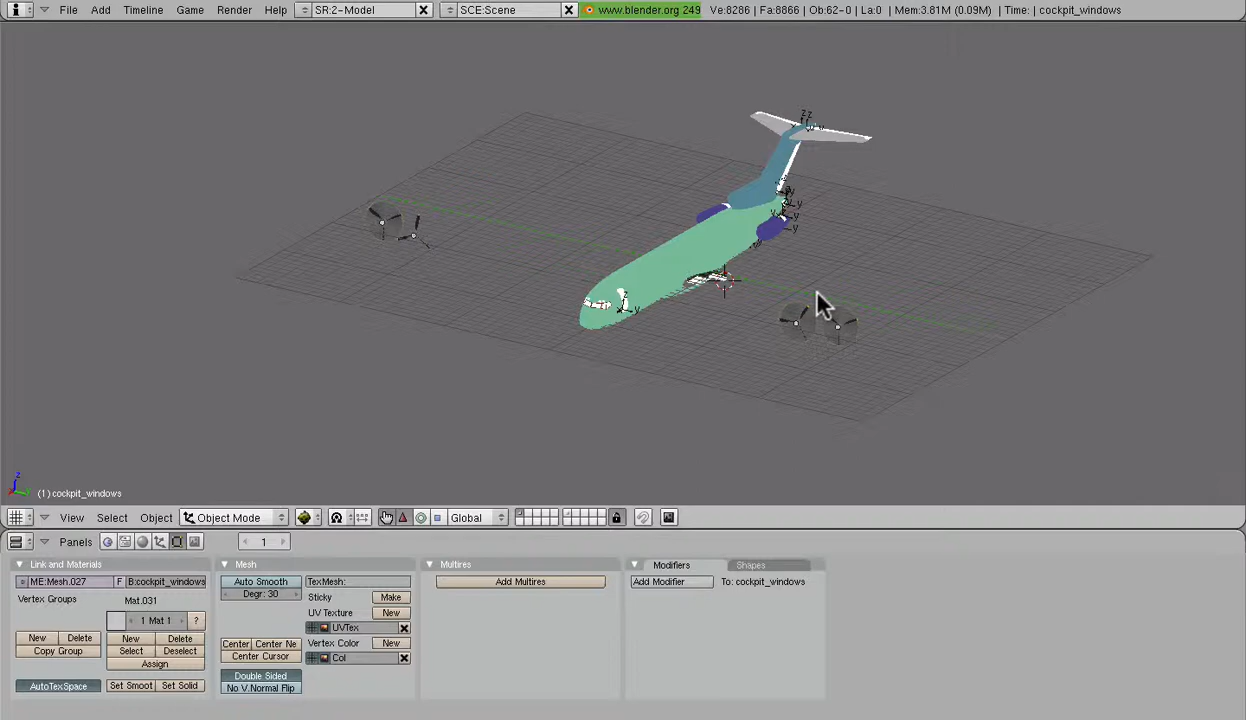 File Add Timeline Game Render Help SR:2-Model SCE:Scene www.blender.org 249 Ve:8286 | Fa:8866 | Ob:62-0 | La:0 | Mem:3.81M (0.09M) | Time: | cockpit_windows
z z
y
y
y
y
z
y
z
(1) cockpit_windows
View Select Object Object Mode Global
Panels 1
Link and Materials Mesh Multires Modifiers Shapes
ME:Mesh.027 F B:cockpit_windows Auto Smooth TexMesh: Add Multires Add Modifier To: cockpit_windows
Degr: 30 Sticky Make
Vertex Groups Mat.031
UV Texture New
1 Mat 1 ? UVTex
New Delete New Delete Center Center Ne Vertex Color New
Copy Group Select Deselect Center Cursor Col
Assign
Double Sided
AutoTexSpace Set Smoot Set Solid No V.Normal Flip